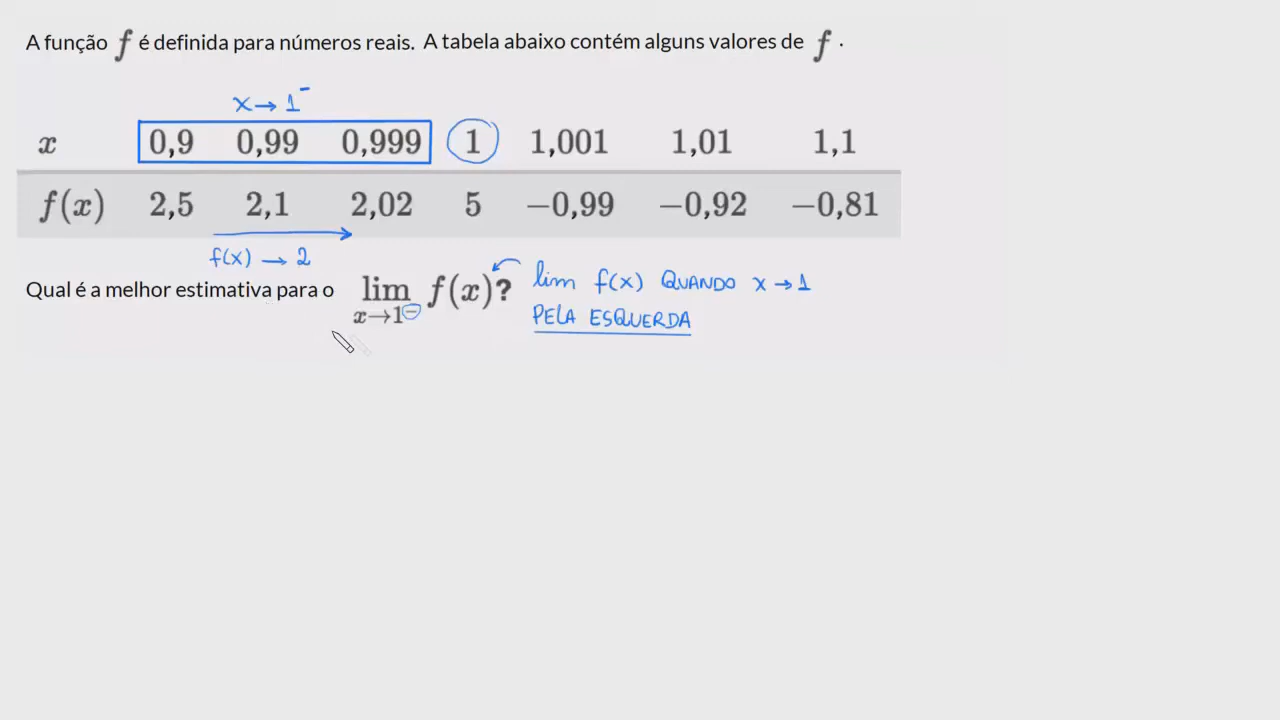 A função f é definida para números reais. A tabela abaixo contém alguns valores de f .
x → 1⁻
x 0,9 0,99 0,999 1 1,001 1,01 1,1
f(x) 2,5 2,1 2,02 5 −0,99 −0,92 −0,81
f(x) → 2
Qual é a melhor estimativa para o lim x→1⁻ f(x)?
lim f(x) QUANDO x → 1
PELA ESQUERDA